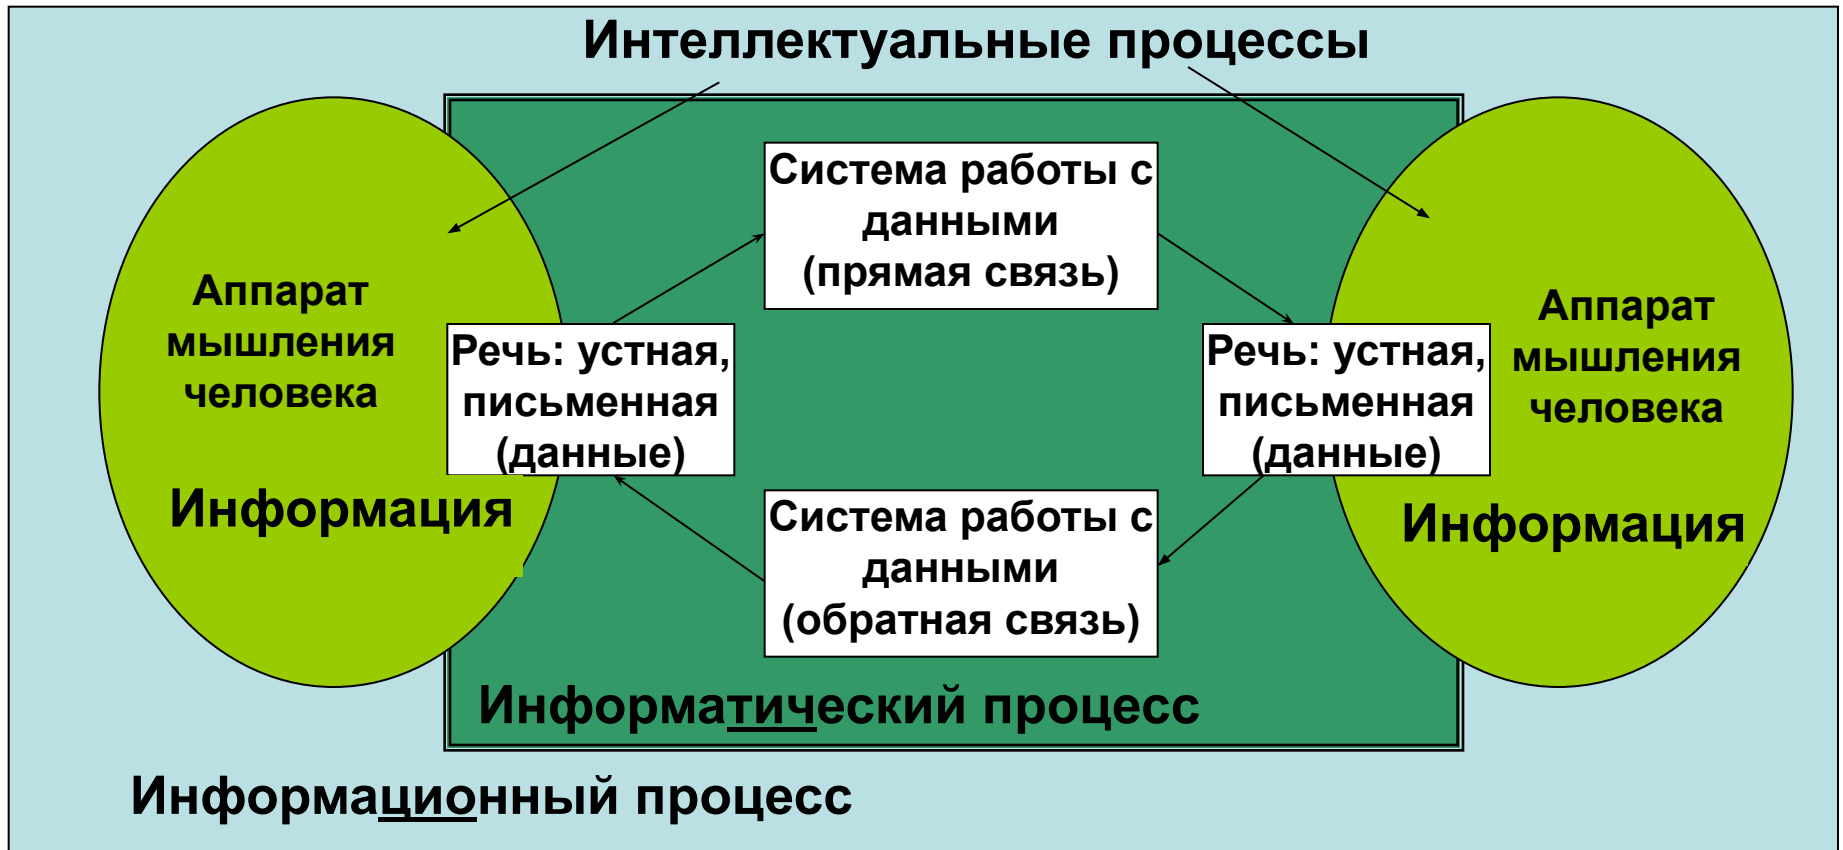 Интеллектуальные процессы
Система работы с
данными
(прямая связь)
Аппарат
мышления
человека
Речь: устная,
письменная
(данные)
Информация
Речь: устная,
письменная
(данные)
Аппарат
мышления
человека
Информация
Система работы с
данными
(обратная связь)
Информатический процесс
Информационный процесс